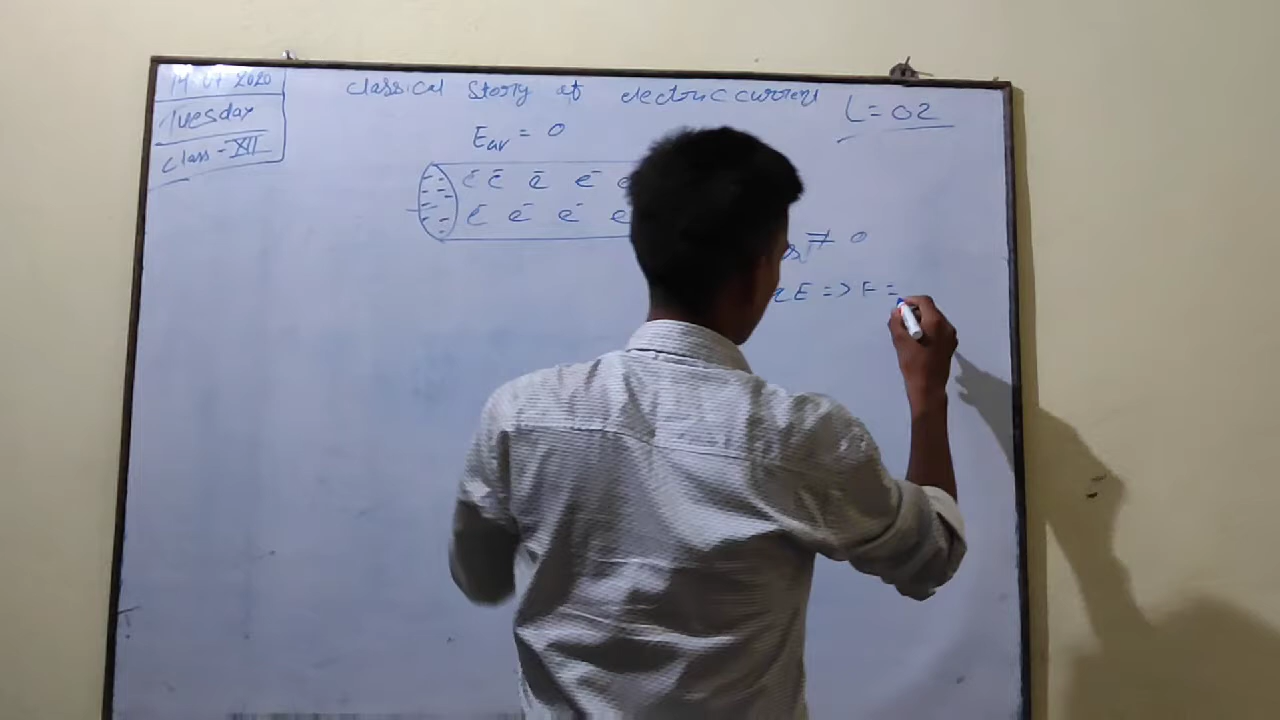 14 07 2020
Tuesday
Class - XII
classical Story of electric current
L = 02
Eav = 0
e⁻ e⁻ e⁻ e⁻ e
e⁻ e⁻ e⁻ e
≠ 0
E => F =